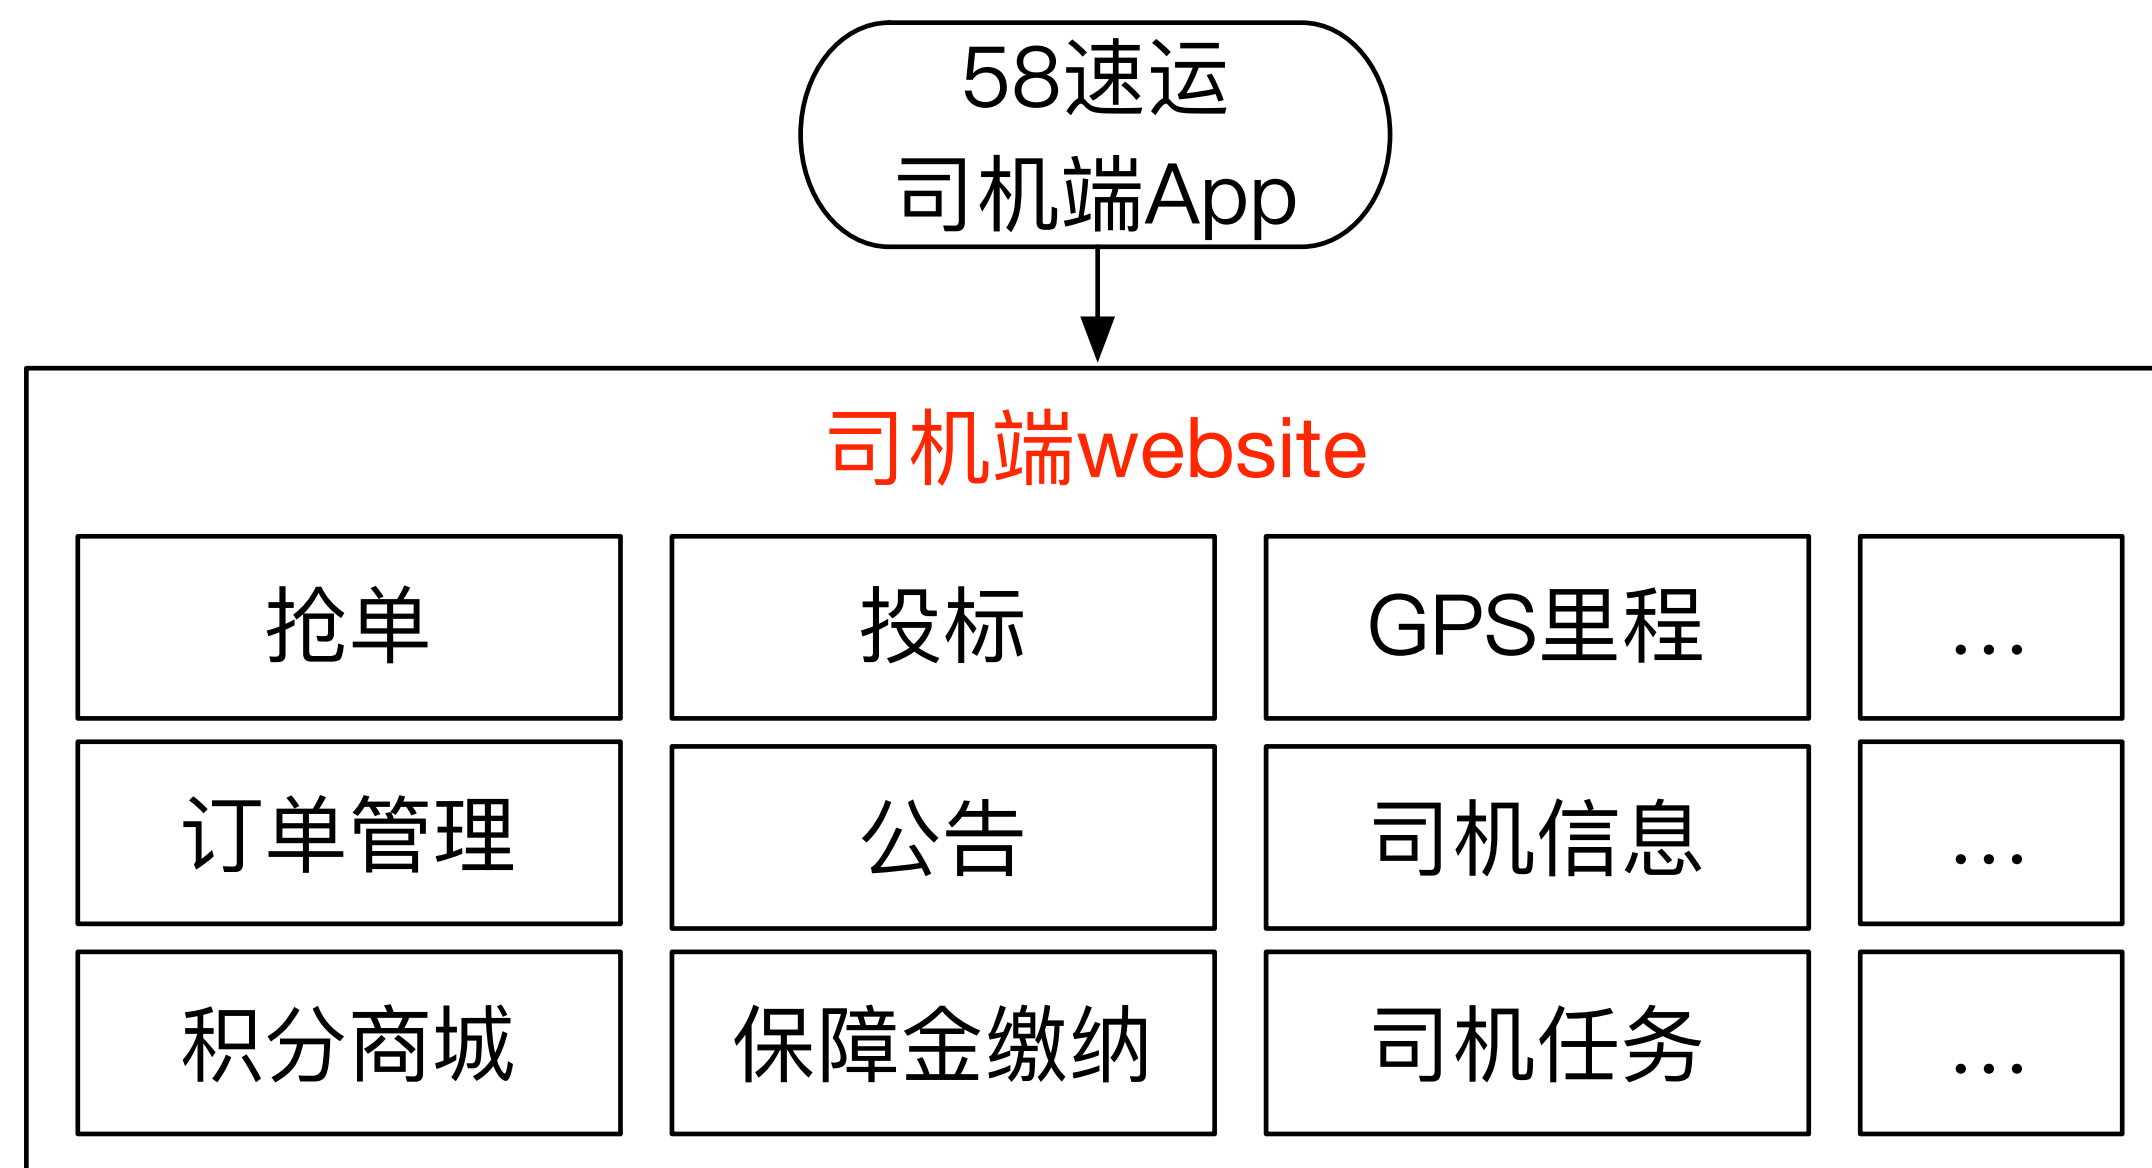 58速运
司机端App
司机端website
抢单
投标
GPS里程
...
订单管理
公告
司机信息
...
积分商城
保障金缴纳
司机任务
...